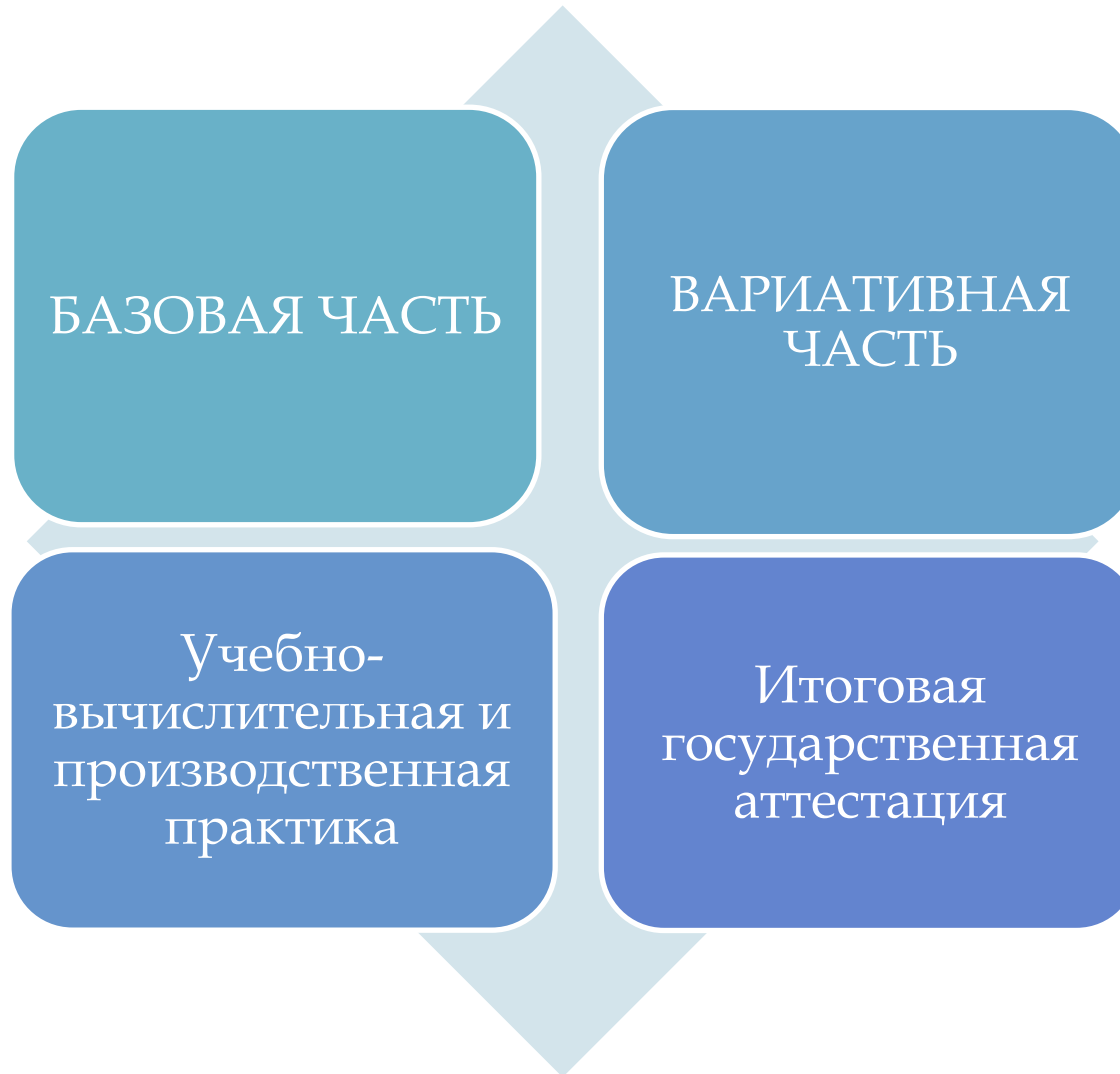 БАЗОВАЯ ЧАСТЬ
ВАРИАТИВНАЯ
ЧАСТЬ
Учебно-
вычислительная и
производственная
практика
Итоговая
государственная
аттестация